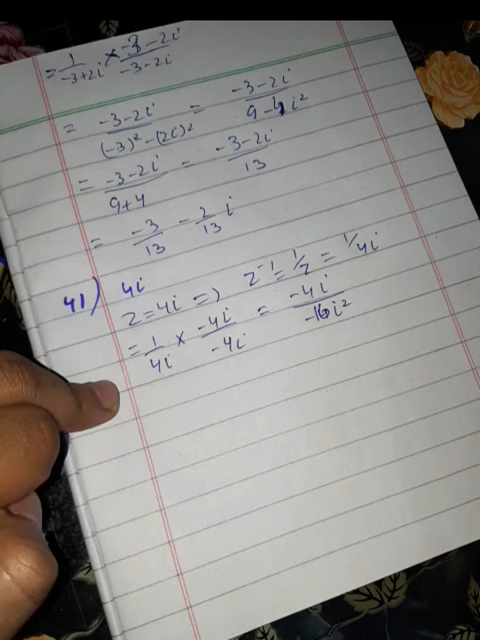 = 1/-3+2i × -3-2i/-3-2i
= -3-2i/(-3)²-(2i)² = -3-2i/9-4i²
= -3-2i/9+4 = -3-2i/13
= -3/13 - 2/13 i
41) 4i
z=4i => z⁻¹ = 1/z = 1/4i
= 1/4i × -4i/-4i = -4i/-16i²